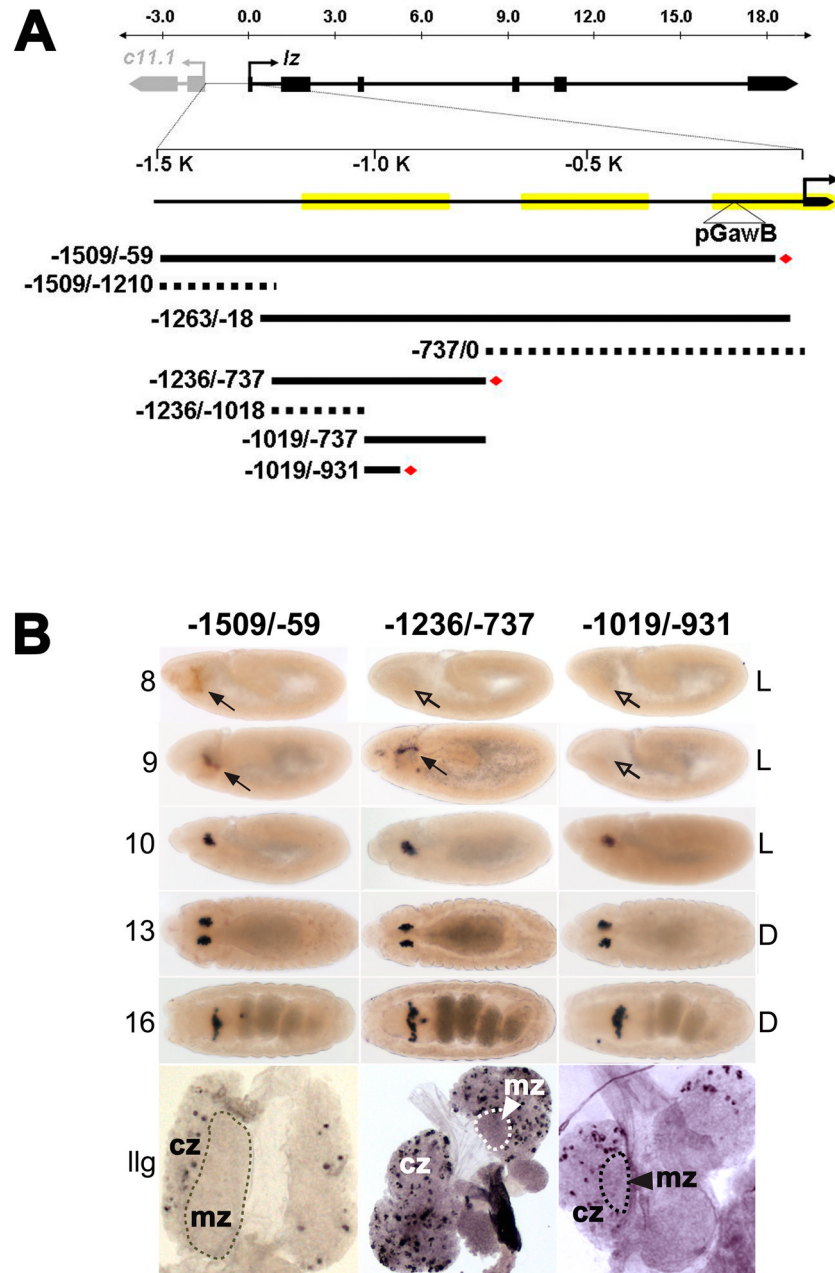 A
-3.0 0.0 3.0 6.0 9.0 12.0 15.0 18.0
c11.1 lz
-1.5 K -1.0 K -0.5 K
pGawB
-1509/-59
-1509/-1210
-1263/-18
-737/0
-1236/-737
-1236/-1018
-1019/-737
-1019/-931
B
-1509/-59 -1236/-737 -1019/-931
8 L
9 L
10 L
13 D
16 D
mz
cz cz mz
llg mz cz